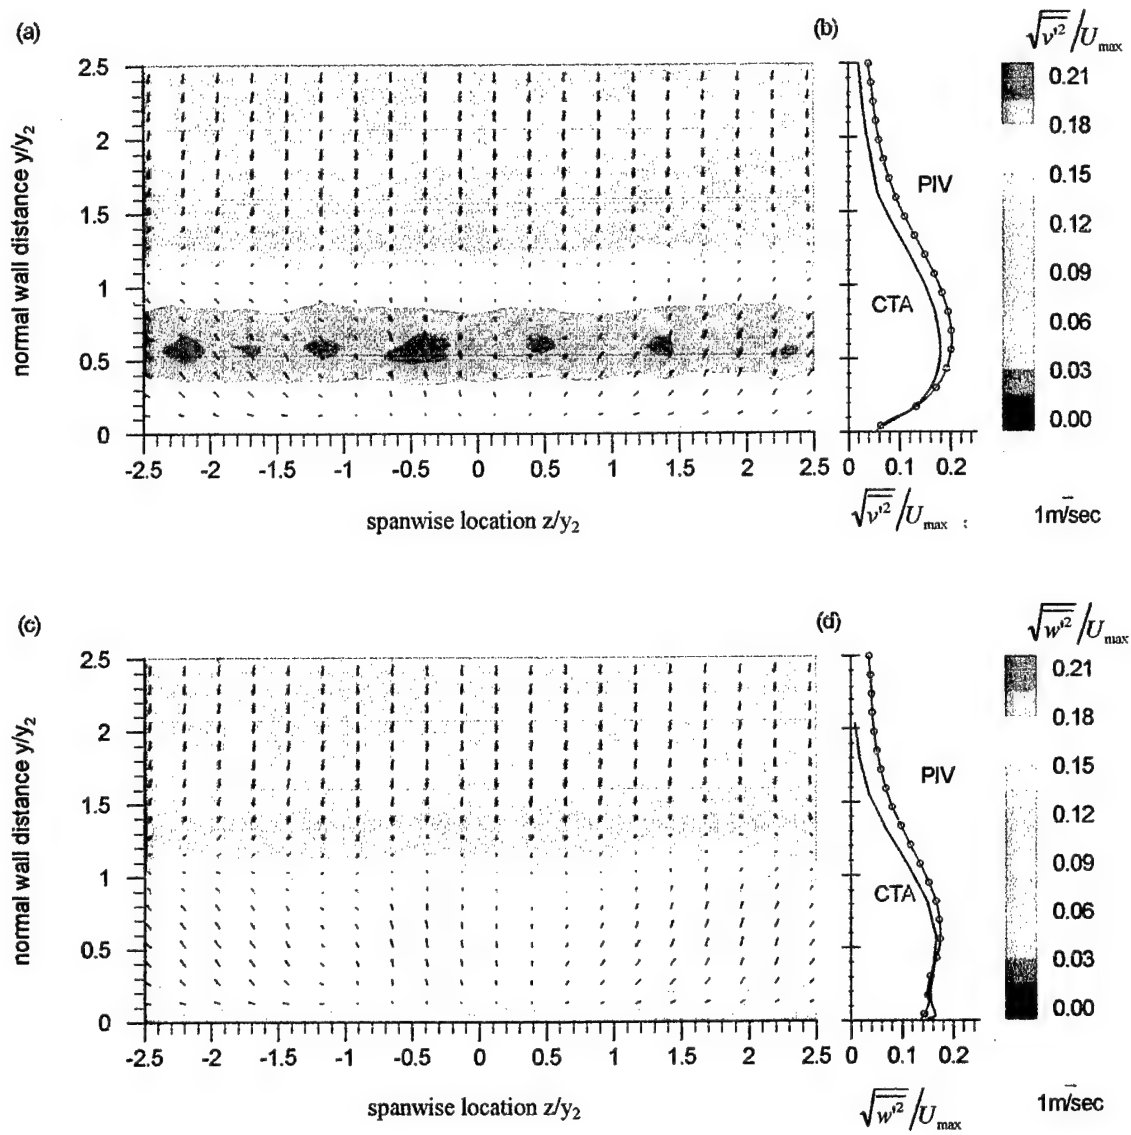 (a)
(b)
√v'² / U max
normal wall distance y/y₂
2.5
2
1.5
1
0.5
0
-2.5 -2 -1.5 -1 -0.5 0 0.5 1 1.5 2 2.5
spanwise location z/y₂
PIV
CTA
0 0.1 0.2
√v'² / U max
0.21
0.18
0.15
0.12
0.09
0.06
0.03
0.00
1m/sec
(c)
(d)
√w'² / U max
normal wall distance y/y₂
2.5
2
1.5
1
0.5
0
-2.5 -2 -1.5 -1 -0.5 0 0.5 1 1.5 2 2.5
spanwise location z/y₂
PIV
CTA
0 0.1 0.2
√w'² / U max
0.21
0.18
0.15
0.12
0.09
0.06
0.03
0.00
1m/sec